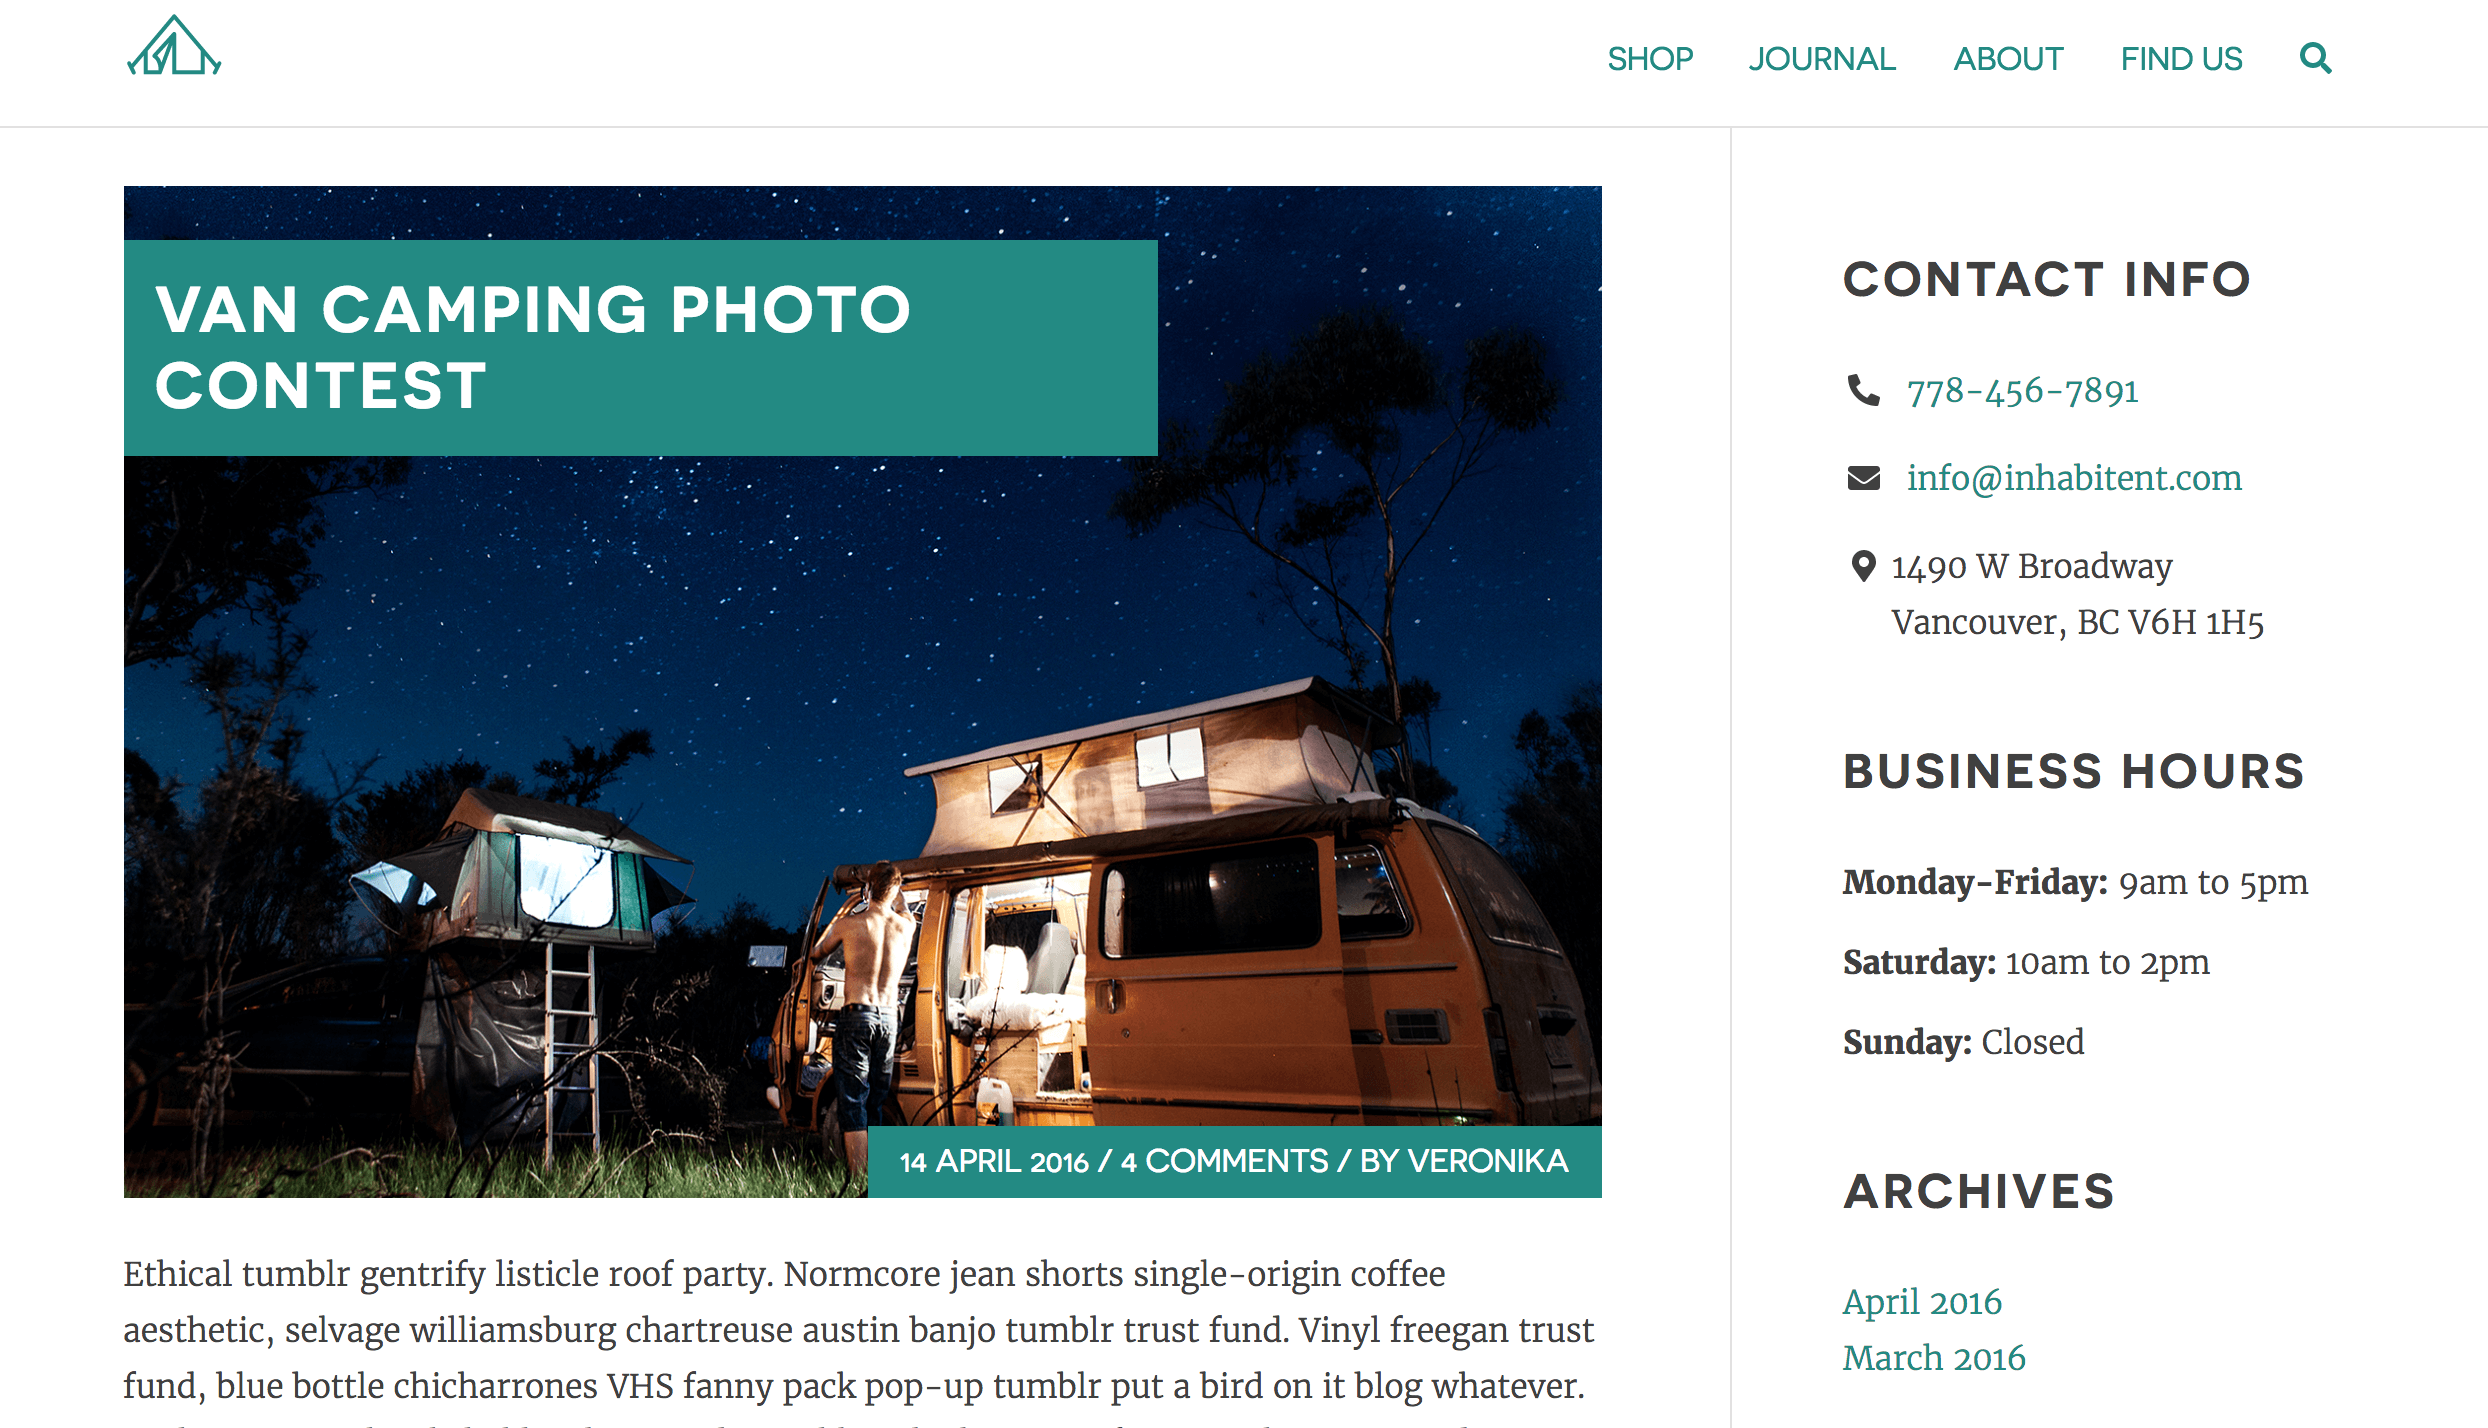 SHOP JOURNAL ABOUT FIND US
VAN CAMPING PHOTO
CONTEST
14 APRIL 2016 / 4 COMMENTS / BY VERONIKA
Ethical tumblr gentrify listicle roof party. Normcore jean shorts single-origin coffee
aesthetic, selvage williamsburg chartreuse austin banjo tumblr trust fund. Vinyl freegan trust
fund, blue bottle chicharrones VHS fanny pack pop-up tumblr put a bird on it blog whatever.
CONTACT INFO
778-456-7891
info@inhabitent.com
1490 W Broadway
Vancouver, BC V6H 1H5
BUSINESS HOURS
Monday-Friday: 9am to 5pm
Saturday: 10am to 2pm
Sunday: Closed
ARCHIVES
April 2016
March 2016